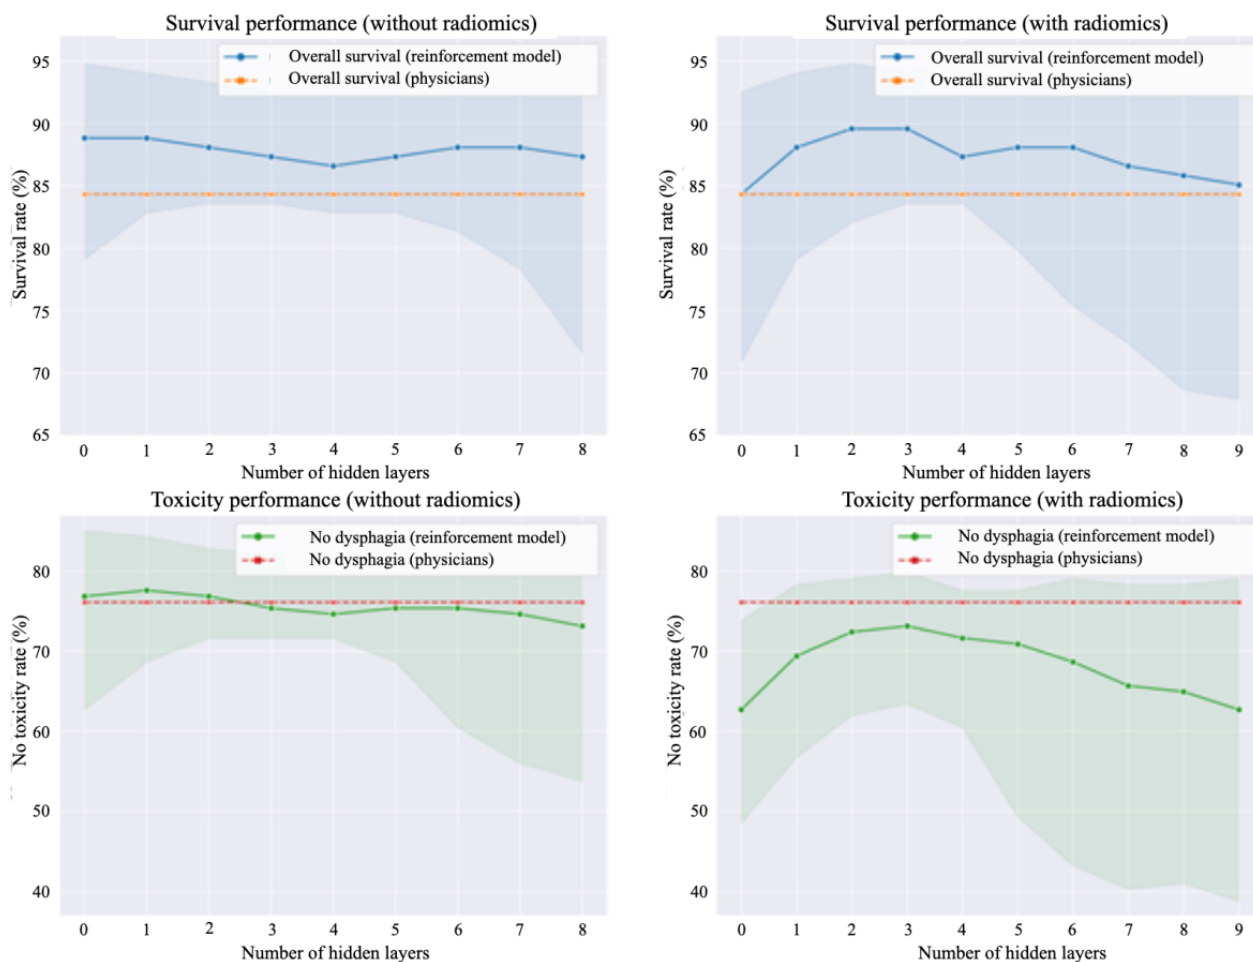 Survival performance (without radiomics)
Overall survival (reinforcement model)
Overall survival (physicians)
95
90
85
80
75
70
65
Survival rate (%)
0 1 2 3 4 5 6 7 8
Number of hidden layers
Survival performance (with radiomics)
Overall survival (reinforcement model)
Overall survival (physicians)
95
90
85
80
75
70
65
Survival rate (%)
0 1 2 3 4 5 6 7 8 9
Number of hidden layers
Toxicity performance (without radiomics)
No dysphagia (reinforcement model)
No dysphagia (physicians)
80
70
60
50
40
No toxicity rate (%)
0 1 2 3 4 5 6 7 8
Number of hidden layers
Toxicity performance (with radiomics)
No dysphagia (reinforcement model)
No dysphagia (physicians)
80
70
60
50
40
No toxicity rate (%)
0 1 2 3 4 5 6 7 8 9
Number of hidden layers